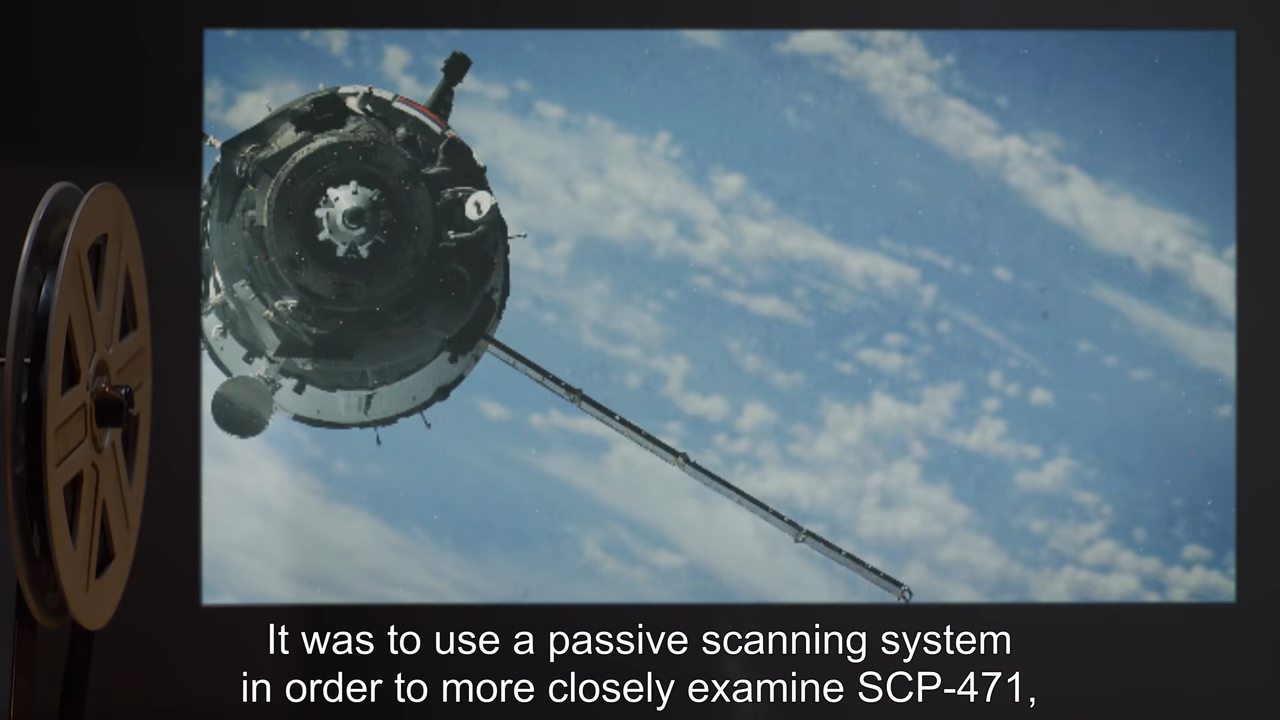 It was to use a passive scanning system
in order to more closely examine SCP-471,